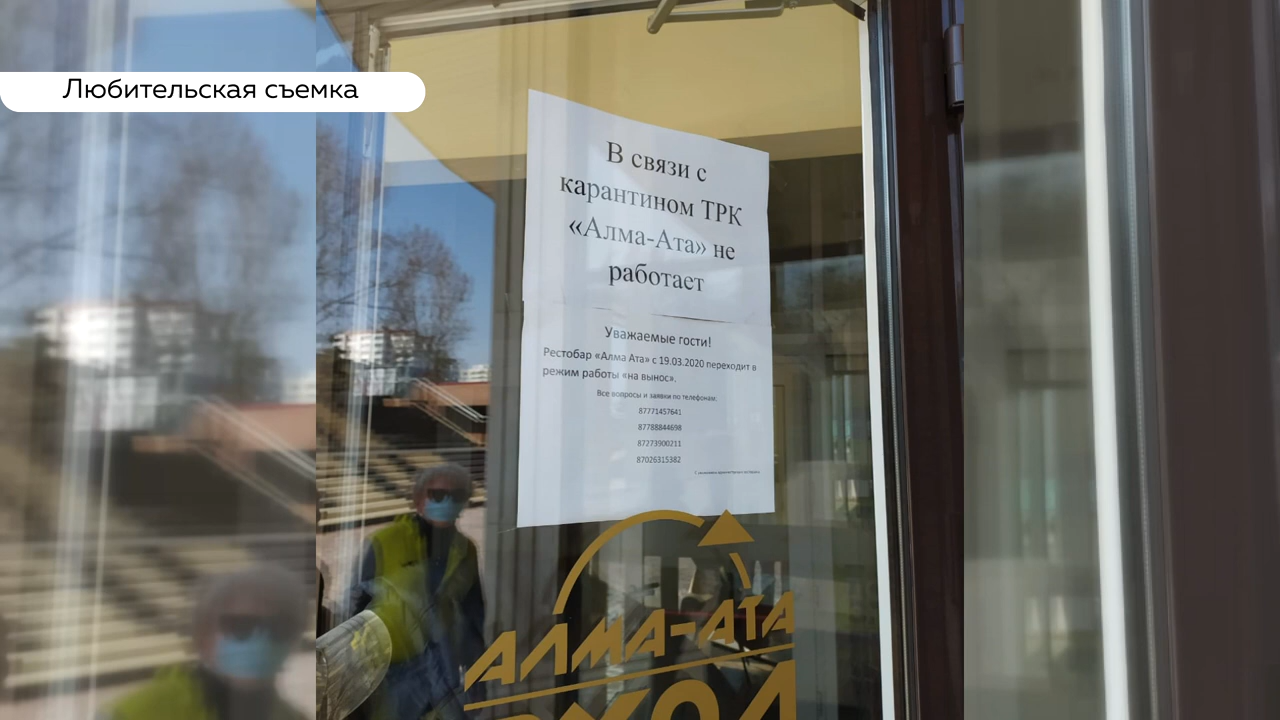 Любительская съемка
В связи с
карантином ТРК
«Алма-Ата» не
работает
Уважаемые гости!
Рестобар «Алма Ата» с 19.03.2020 переходит в
режим работы «на вынос».
Все вопросы и заявки по телефонам:
87771457641
87788844698
87273900211
87026315382
АЛМА-АТА